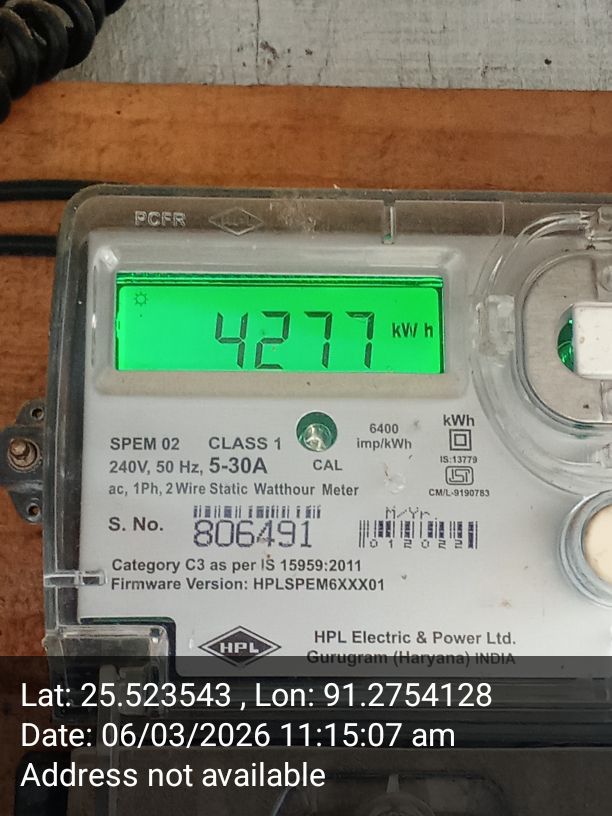 PCFR HPL
4277 kW h
SPEM 02 CLASS 1
6400 imp/kWh
kWh
240V, 50 Hz, 5-30A
CAL
IS:13779
ISI
CM/L-9190783
ac, 1Ph, 2 Wire Static Watthour Meter
M/Yr
S. No. 806491
012022
Category C3 as per IS 15959:2011
Firmware Version: HPLSPEM6XXX01
HPL
HPL Electric & Power Ltd.
Gurugram (Haryana) INDIA
Lat: 25.523543 , Lon: 91.2754128
Date: 06/03/2026 11:15:07 am
Address not available